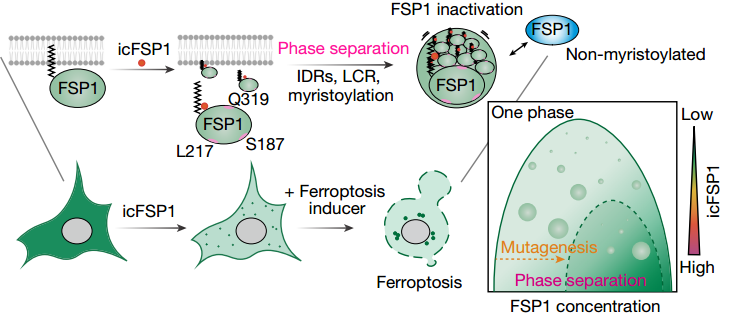 FSP1 inactivation
icFSP1
Phase separation
FSP1
Non-myristoylated
FSP1
IDRs, LCR,
myristoylation
Q319
FSP1
FSP1
L217
S187
One phase
Low
icFSP1
High
icFSP1
+ Ferroptosis
inducer
Mutagenesis
Phase separation
Ferroptosis
FSP1 concentration